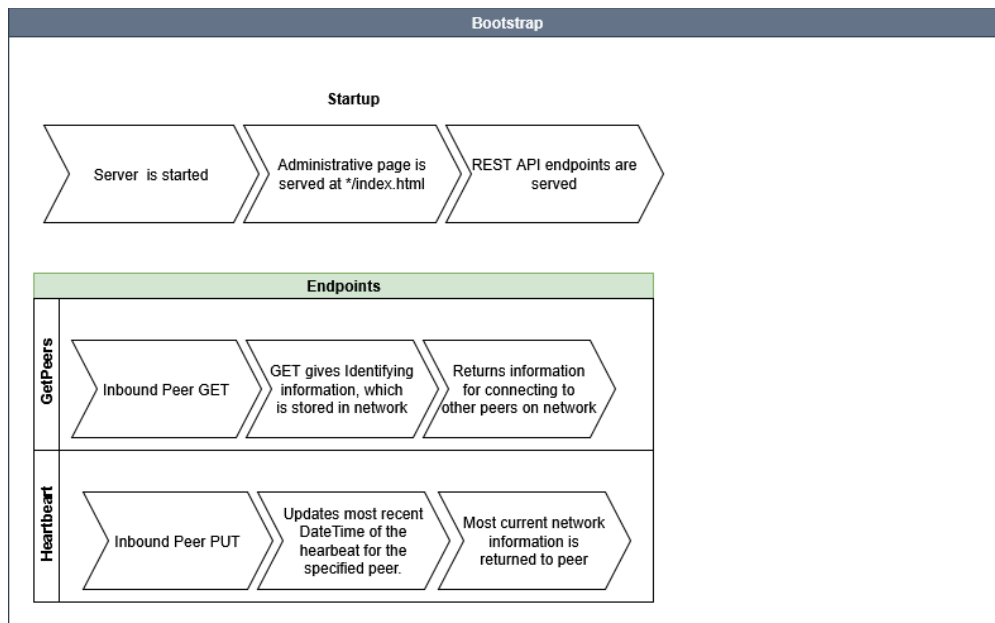 Bootstrap
Startup
Server is started
Administrative page is
served at */index.html
REST API endpoints are
served
Endpoints
GetPeers
Inbound Peer GET
GET gives Identifying
information, which
is stored in network
Returns information
for connecting to
other peers on network
Heartbeart
Inbound Peer PUT
Updates most recent
DateTime of the
hearbeat for the
specified peer.
Most current network
information is
returned to peer